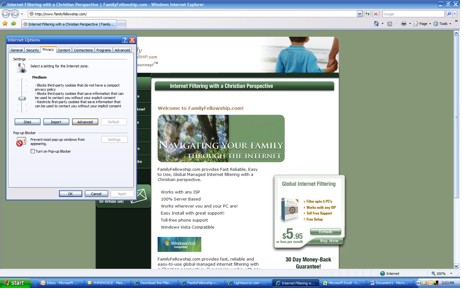 Internet Filtering with a Christian Perspective | FamilyFellowship.com - Windows Internet Explorer
http://www.familyfellowship.com/
Internet Filtering with a Christian Perspective | FamilyF...
Internet Options
General Security Privacy Content Connections Programs Advanced
Settings
Select a setting for the Internet zone.
Medium
- Blocks third-party cookies that do not have a compact
privacy policy
- Blocks third-party cookies that save information that
can be used to contact you without your explicit consent
- Restricts first-party cookies that save information that
can be used to contact you without your implicit consent
Sites Import Advanced Default
Pop-up Blocker
Prevent most pop-up windows from
appearing.
Settings
Turn on Pop-up Blocker
OK Cancel Apply
Internet Filtering with a Christian Perspective
Welcome to FamilyFellowship.com!
NAVIGATING YOUR FAMILY
THROUGH THE INTERNET
FamilyFellowship.com provides Fast Reliable, Easy
to Use, Global Managed Internet filtering with a
Christian perspective.
Works with any ISP
100% Server Based
Works wherever you and your PC are!
Easy Install with great support!
Toll-free phone support
Windows Vista Compatible
FamilyFellowship.com provides fast, reliable and
easy-to-use global managed internet filtering with
Global Internet Filtering
Filter upto 6 PC's
Works with any ISP
Toll Free Support
Free Setup
$5.95
Details
Buy Now
30 Day Money-Back
Guarantee!
Internet
100%
start